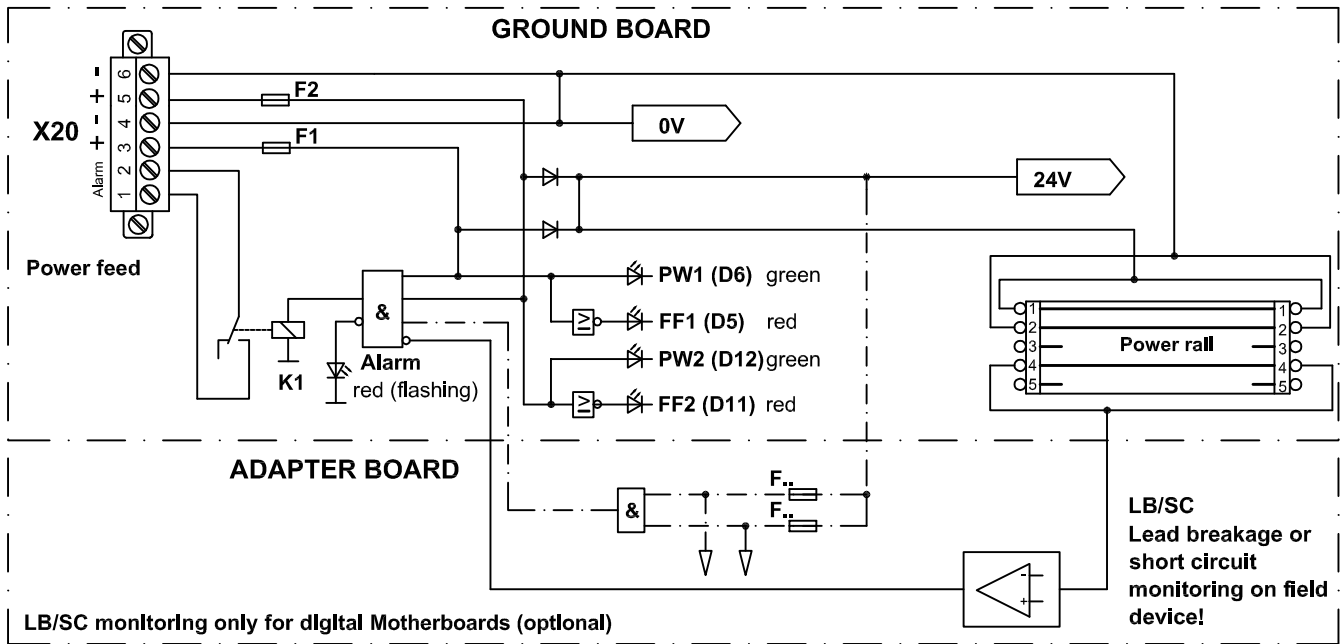 GROUND BOARD
X20
-
+
-
+
Alarm
6
5
4
3
2
1
F2
F1
0V
24V
Power feed
&
K1
Alarm
red (flashing)
PW1 (D6) green
≥
FF1 (D5) red
PW2 (D12) green
≥
FF2 (D11) red
1
2
3
4
5
Power rail
1
2
3
4
5
ADAPTER BOARD
&
F..
F..
-
+
LB/SC
Lead breakage or
short circuit
monitoring on field
device!
LB/SC monitoring only for digital Motherboards (optional)